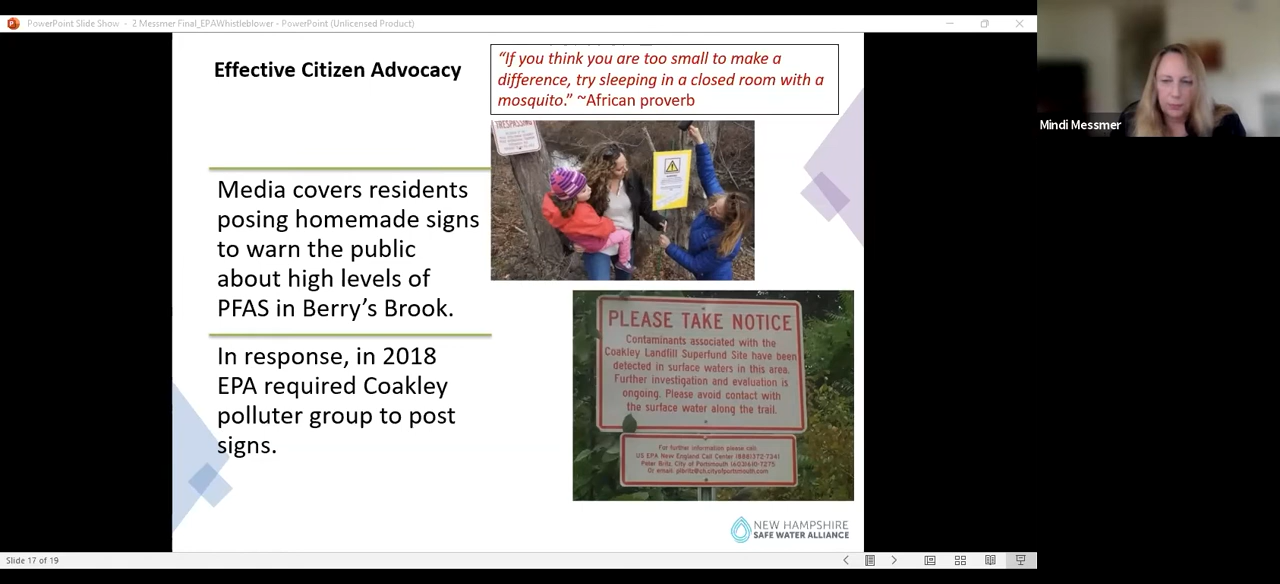 PowerPoint Slide Show - 2 Messmer Final_EPAWhistleblower - PowerPoint (Unlicensed Product)
Effective Citizen Advocacy
“If you think you are too small to make a
difference, try sleeping in a closed room with a
mosquito.” ~African proverb
Mindi Messmer
TRESPASSING
Media covers residents
posing homemade signs
to warn the public
about high levels of
PFAS in Berry’s Brook.
In response, in 2018
EPA required Coakley
polluter group to post
signs.
PLEASE TAKE NOTICE
Contaminants associated with the
Coakley Landfill Superfund Site have been
detected in surface waters in this area.
Further investigation and evaluation is
ongoing. Please avoid contact with
the surface water along the trail.
For further information please call:
US EPA New England Call Center (888)372-7341
Peter Britz, City of Portsmouth (603)610-7275
Or email:
NEW HAMPSHIRE
SAFE WATER ALLIANCE
Slide 17 of 19